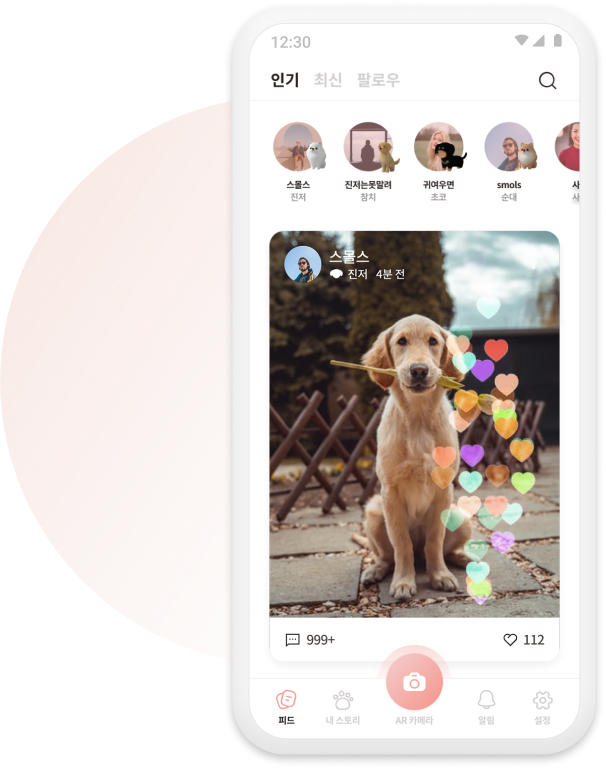 12:30
인기 최신 팔로우
스몰스 진저는못말려 귀여우면 smols 사
진저 참치 초코 순대 사
스몰스
진저 4분 전
999+ 112
피드 내 스토리 AR 카메라 알림 설정